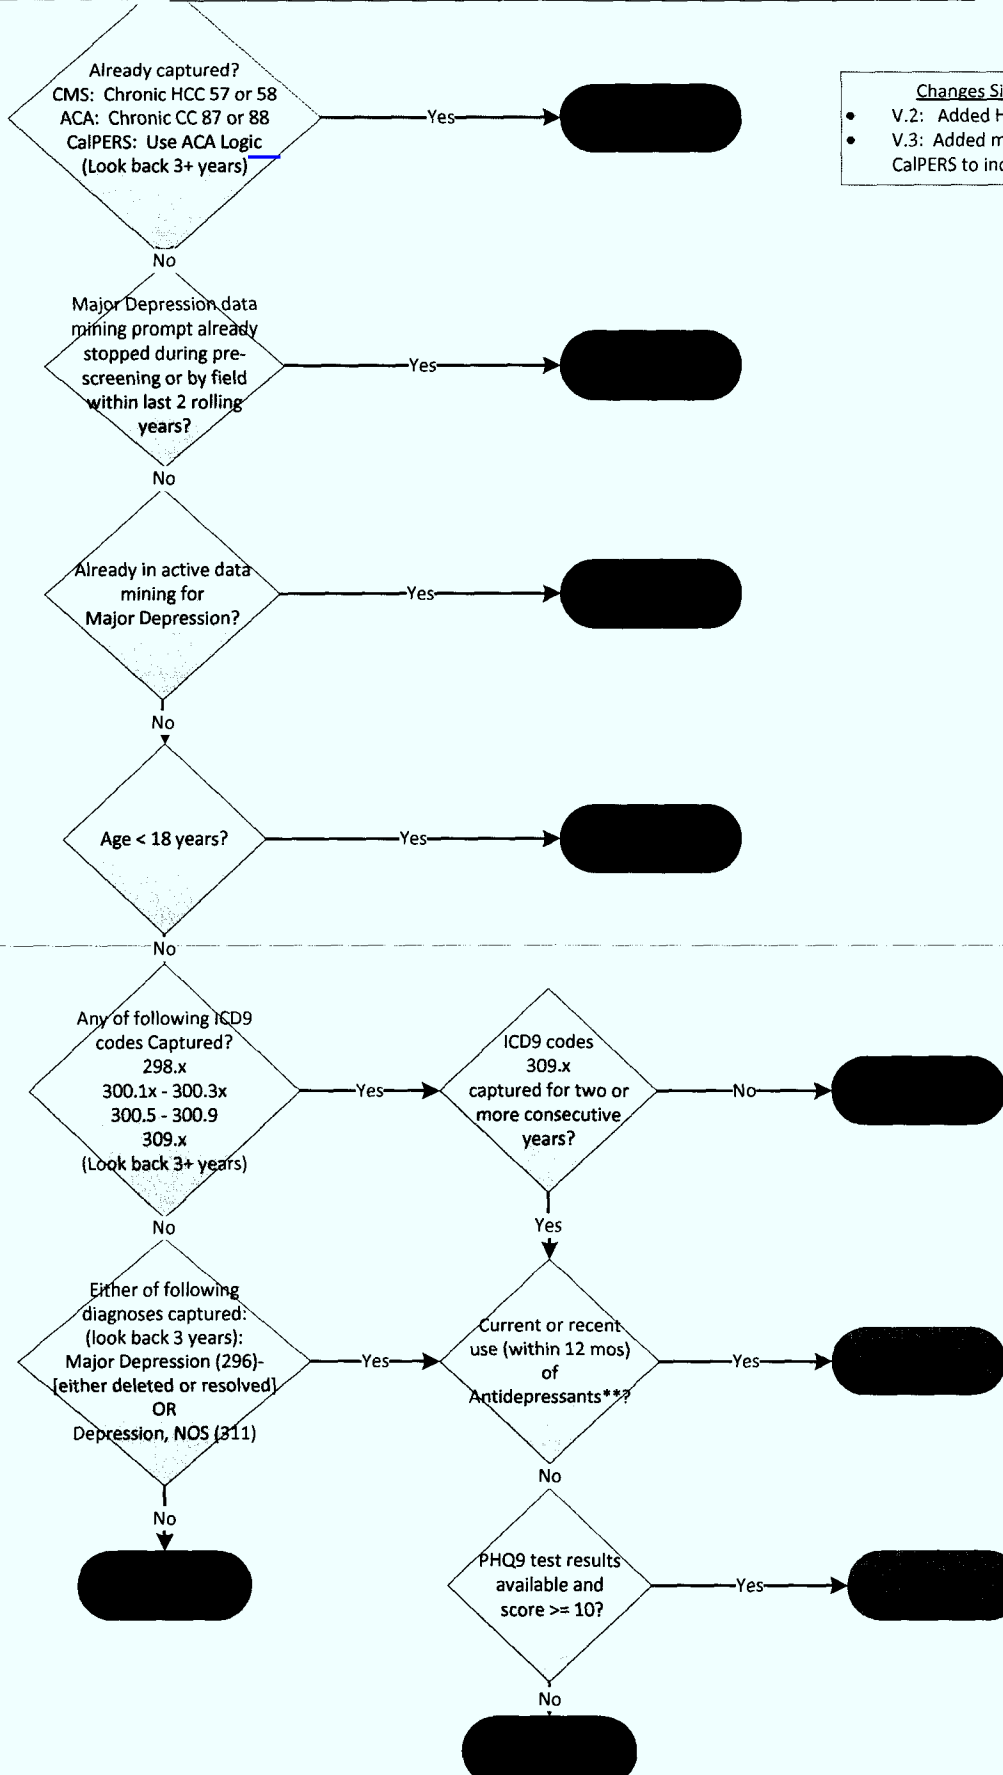 Already captured?
CMS: Chronic HCC 57 or 58
ACA: Chronic CC 87 or 88
CalPERS: Use ACA Logic
(Look back 3+ years)
Yes
Changes
V.2: Added
V.3: Added
CalPERS to
No
Major Depression data
mining prompt already
stopped during pre-
screening or by field
within last 2 rolling
years?
Yes
No
Already in active data
mining for
Major Depression?
Yes
No
Age < 18 years?
Yes
No
Any of following ICD9
codes Captured?
298.x
300.1x - 300.3x
300.5 - 300.9
309.x
(Look back 3+ years)
Yes
ICD9 codes
309.x
captured for two or
more consecutive
years?
No
No
Yes
Either of following
diagnoses captured:
(look back 3 years):
Major Depression (296)-
[either deleted or resolved]
OR
Depression, NOS (311)
Yes
Current or recent
use (within 12 mos)
of
Antidepressants**?
Yes
No
No
PHQ9 test results
available and
score >= 10?
Yes
No